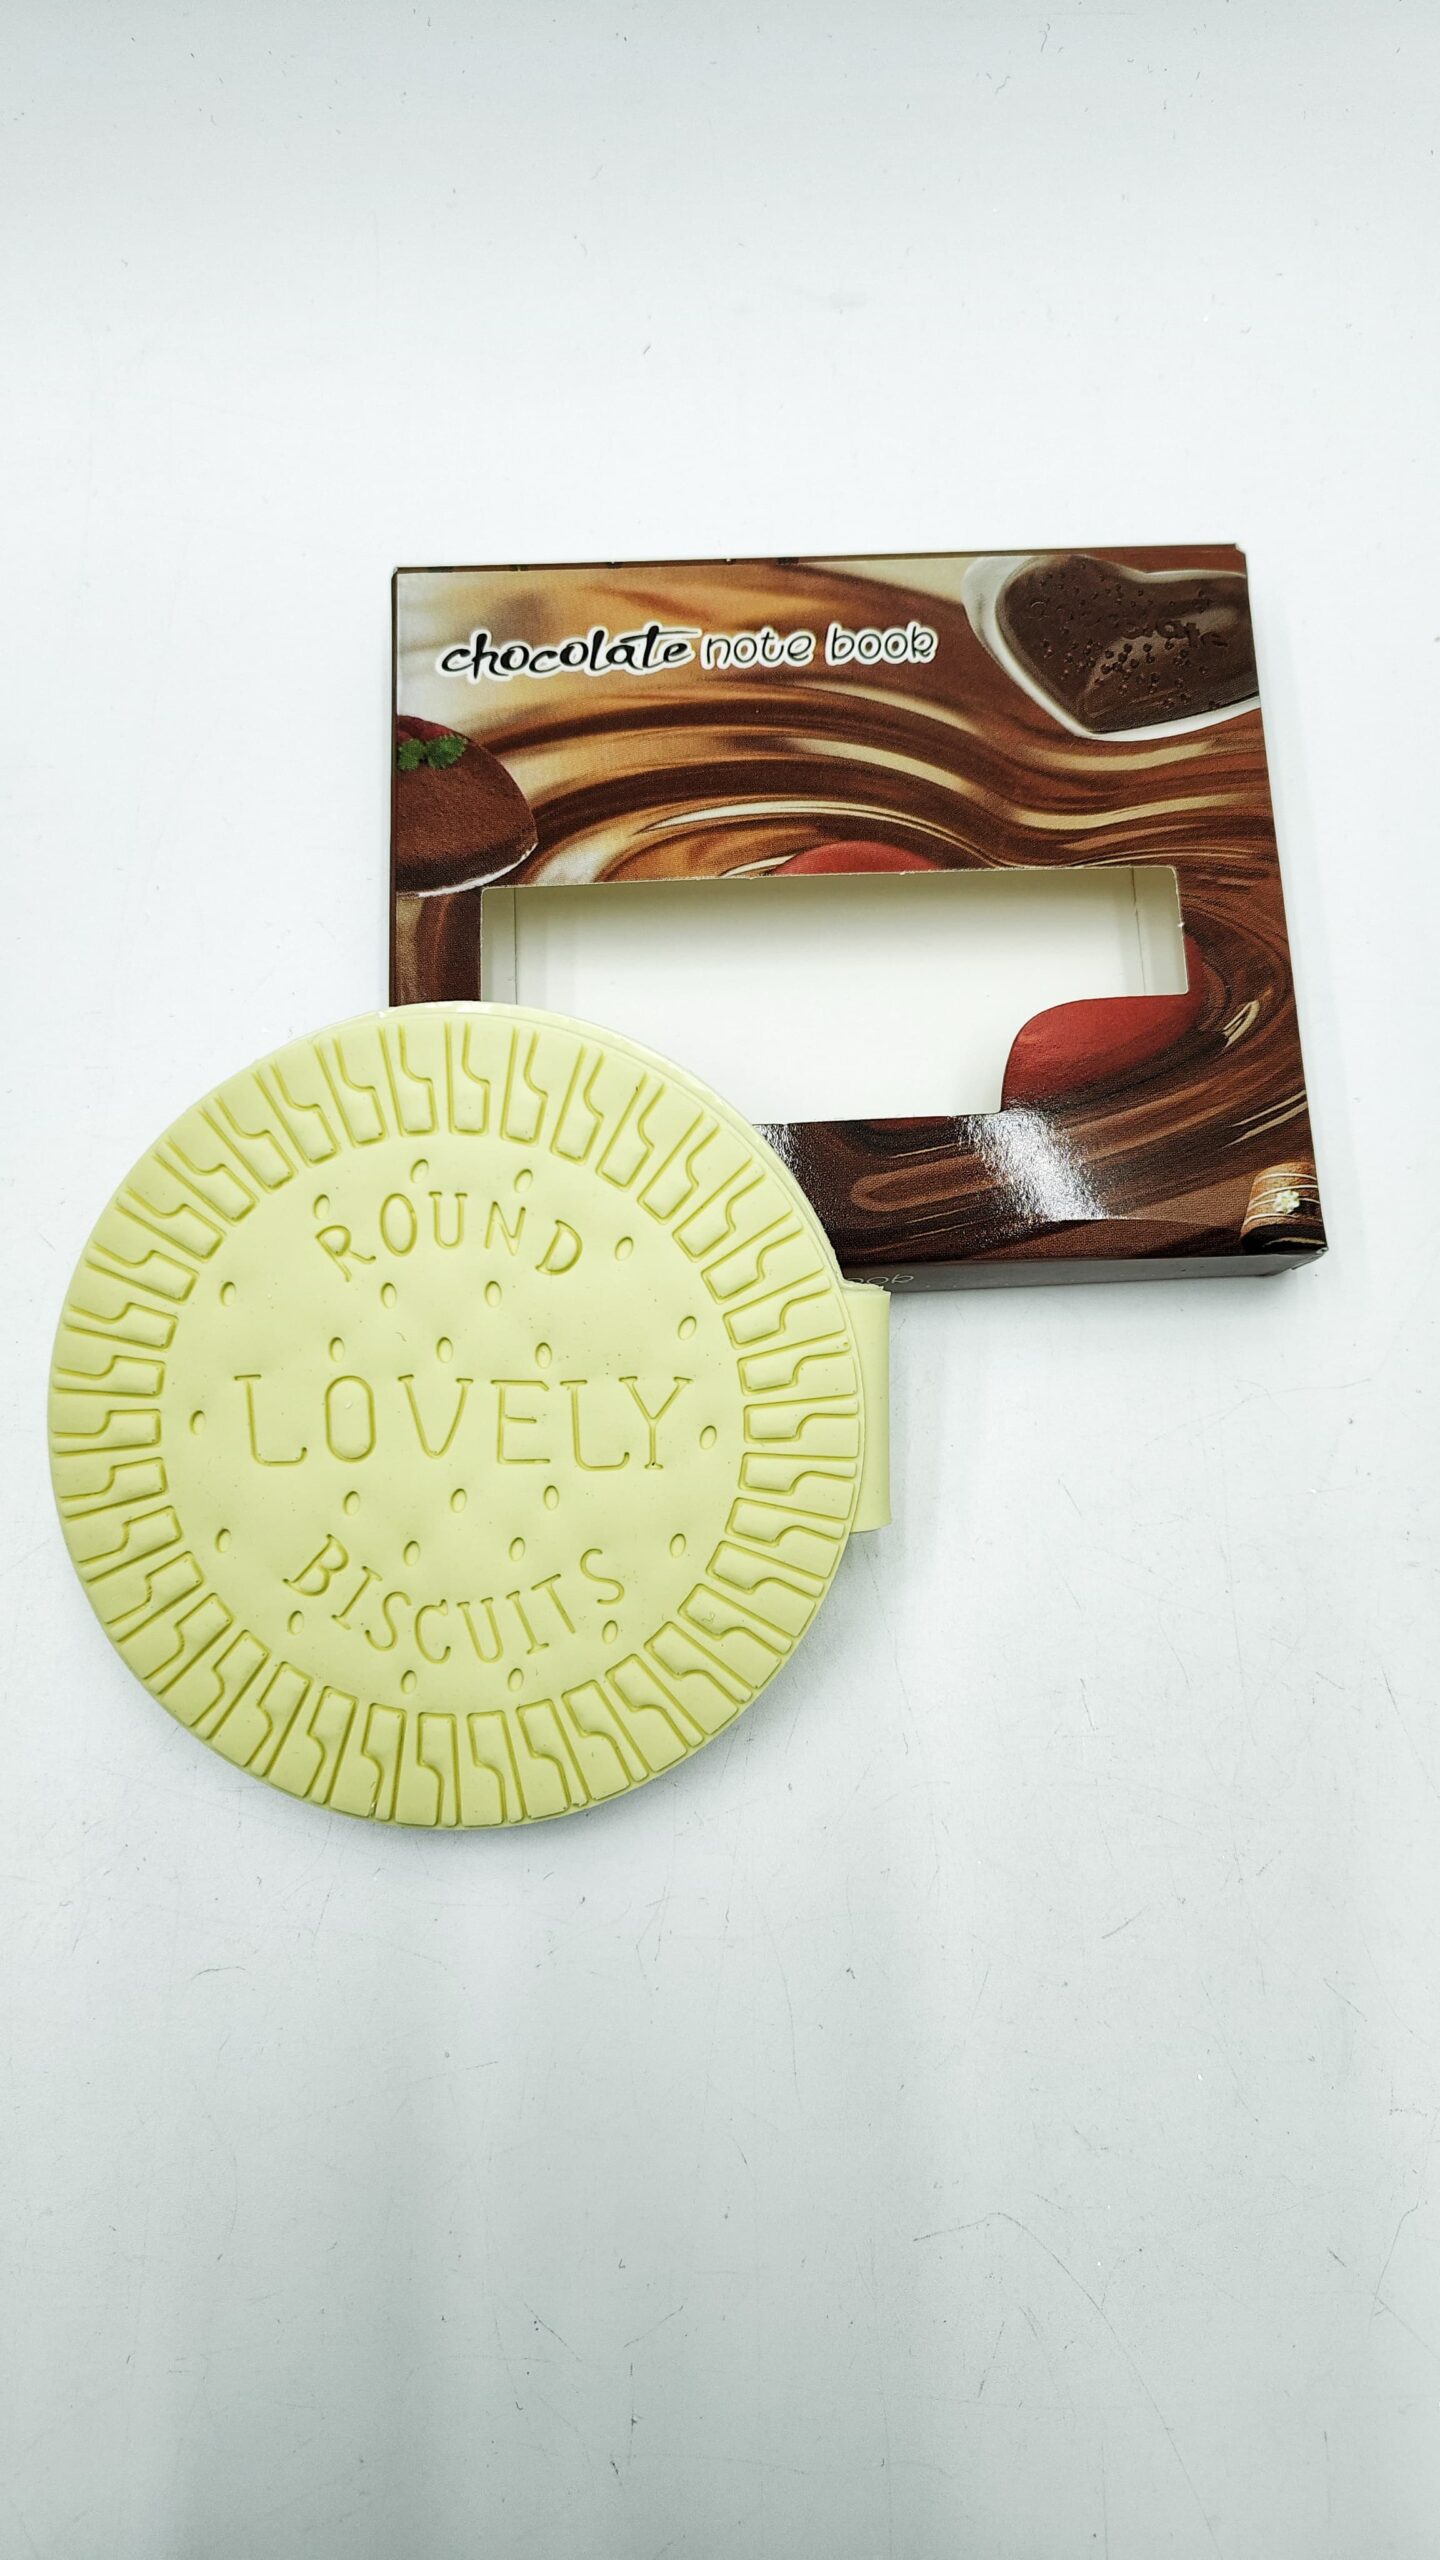 chocolate note book
ROUND
LOVELY
BISCUITS